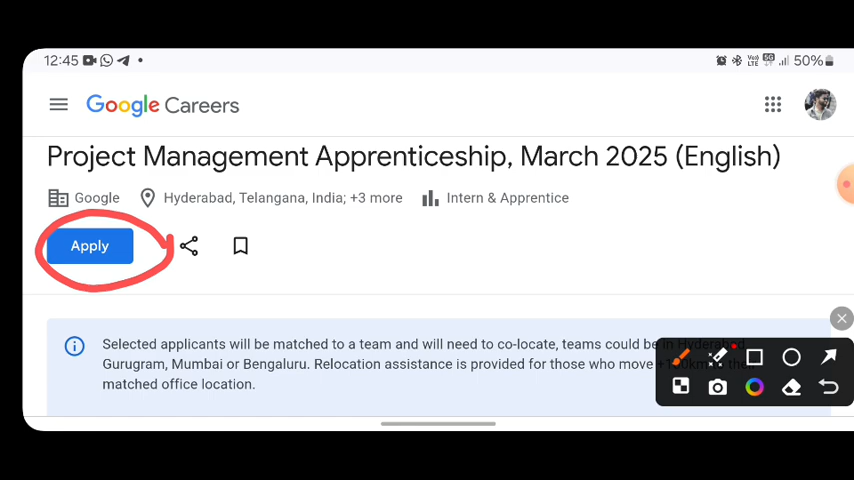 12:45 50%
Google Careers
Project Management Apprenticeship, March 2025 (English)
Google Hyderabad, Telangana, India; +3 more Intern & Apprentice
Apply
Selected applicants will be matched to a team and will need to co-locate, teams could be in Hyderabad,
Gurugram, Mumbai or Bengaluru. Relocation assistance is provided for those who move
matched office location.